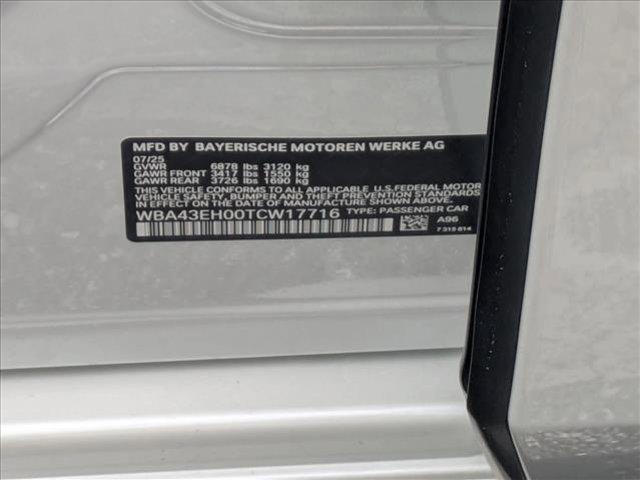 MFD BY BAYERISCHE MOTOREN WERKE AG
07/25
GVWR 6878 lbs 3120 kg
GAWR FRONT 3417 lbs 1550 kg
GAWR REAR 3726 lbs 1690 kg
THIS VEHICLE CONFORMS TO ALL APPLICABLE U.S.FEDERAL MOTOR
VEHICLE SAFETY, BUMPER AND THEFT PREVENTION STANDARDS
IN EFFECT ON THE DATE OF MANUFACTURE SHOWN ABOVE.
WBA43EH00TCW17716 TYPE: PASSENGER CAR
A96
7 315 614